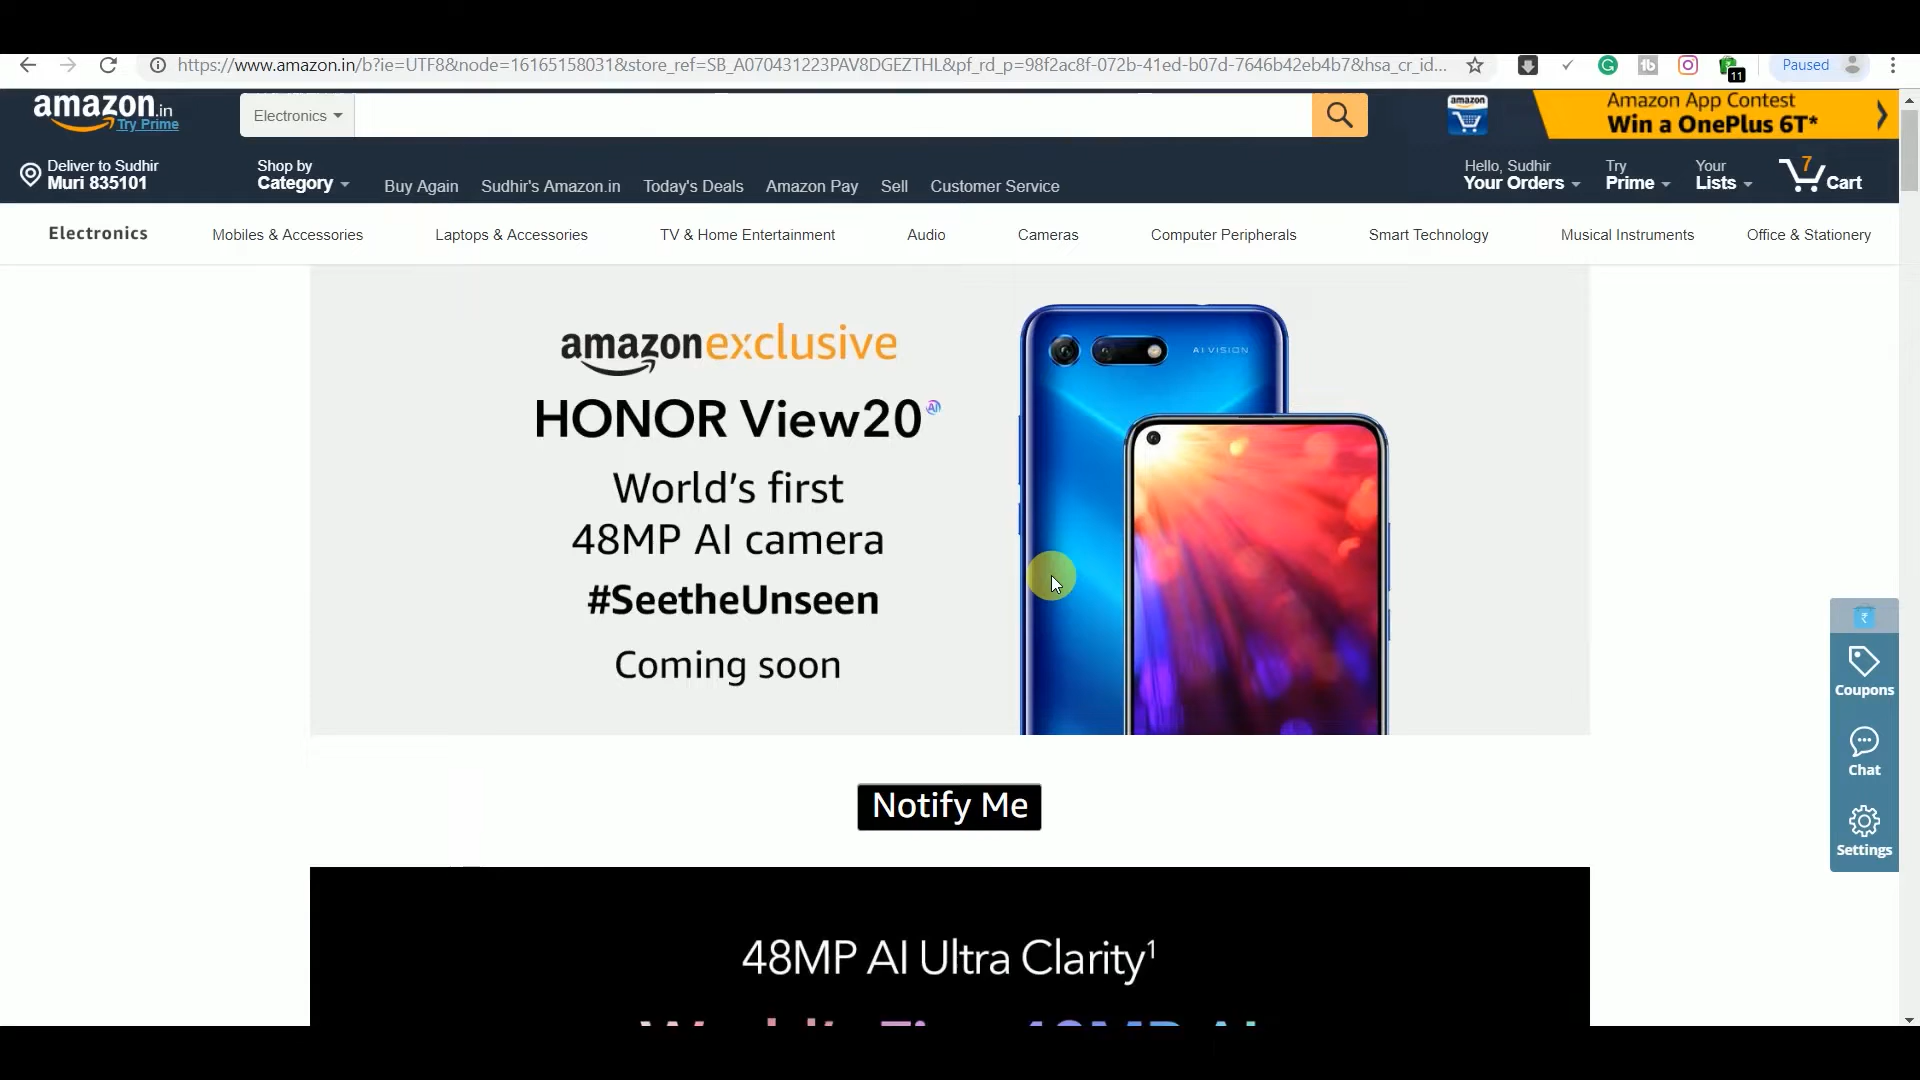 https://www.amazon.in/b?ie=UTF8&node=16165158031&store_ref=SB_A070431223PAV8DGEZTHL&pf_rd_p=98f2ac8f-072b-41ed-b07d-7646b42eb4b7&hsa_cr_id...
11
Paused
amazon.in
Try Prime
Electronics
amazon
Amazon App Contest
Win a OnePlus 6T*
Deliver to Sudhir
Muri 835101
Shop by
Category
Buy Again
Sudhir's Amazon.in
Today's Deals
Amazon Pay
Sell
Customer Service
Hello, Sudhir
Your Orders
Try
Prime
Your
Lists
7
Cart
Electronics
Mobiles & Accessories
Laptops & Accessories
TV & Home Entertainment
Audio
Cameras
Computer Peripherals
Smart Technology
Musical Instruments
Office & Stationery
amazonexclusive
HONOR View20 AI
World's first
48MP AI camera
#SeetheUnseen
Coming soon
AI VISION
₹
Coupons
Chat
Settings
Notify Me
48MP AI Ultra Clarity¹